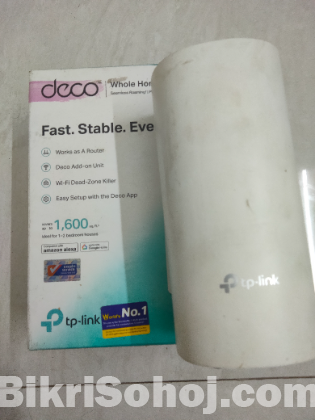 deco
Whole Hom
Fast. Stable. Eve
Works as A Router
Deco Add-on Unit
Wi-Fi Dead-Zone Killer
Easy Setup with the Deco App
1,600
amazon alexa
No.1
tp-link
tp-link
BikriSohoj.com